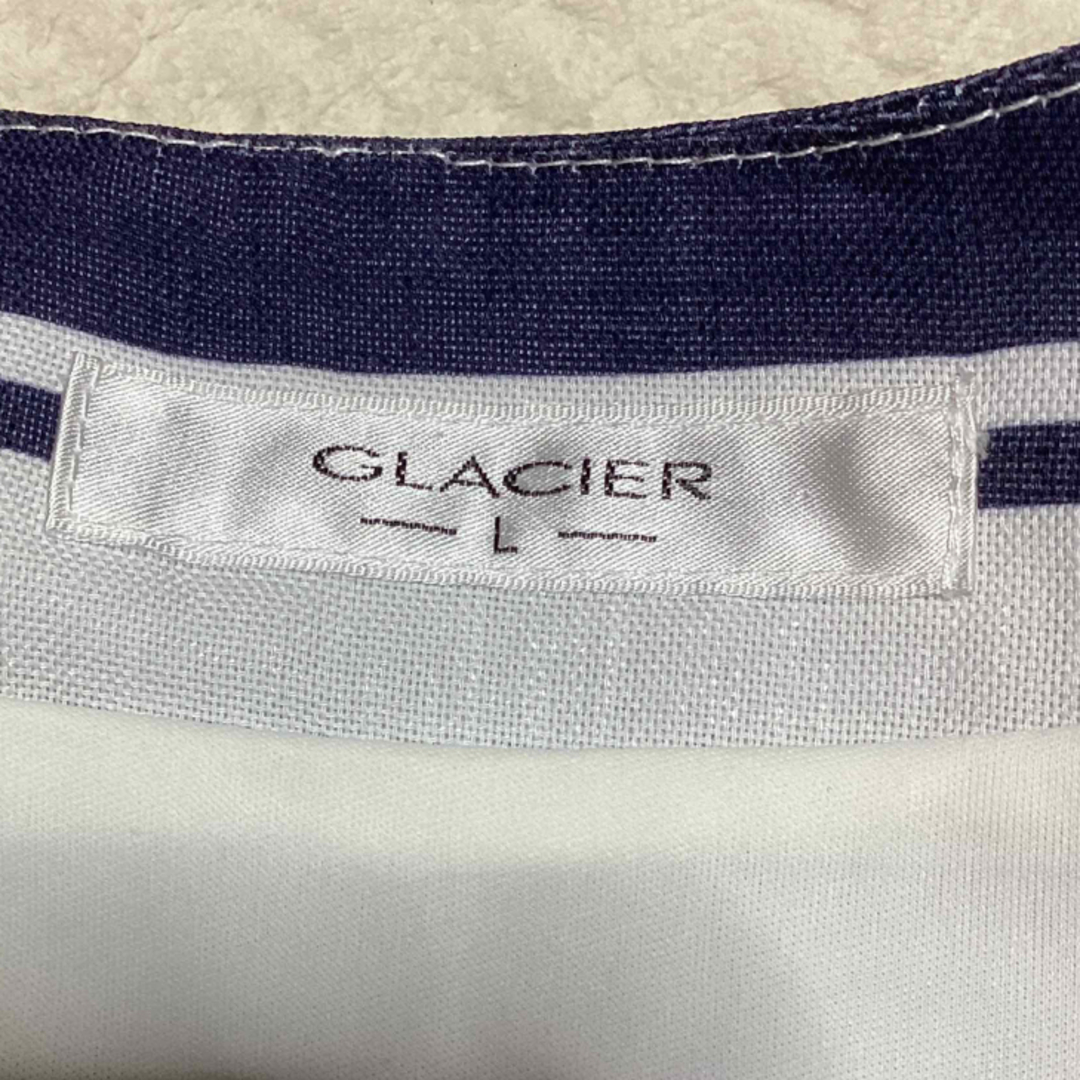 GLACIER
— L —